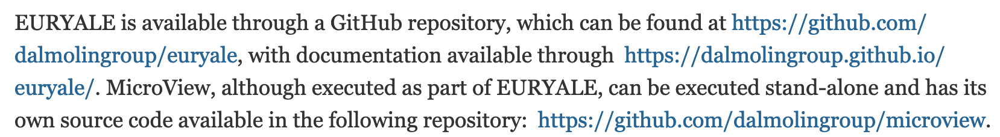 EURYALE is available through a GitHub repository, which can be found at https://github.com/
dalmolingroup/euryale, with documentation available through https://dalmolingroup.github.io/
euryale/. MicroView, although executed as part of EURYALE, can be executed stand-alone and has its
own source code available in the following repository: https://github.com/dalmolingroup/microview.